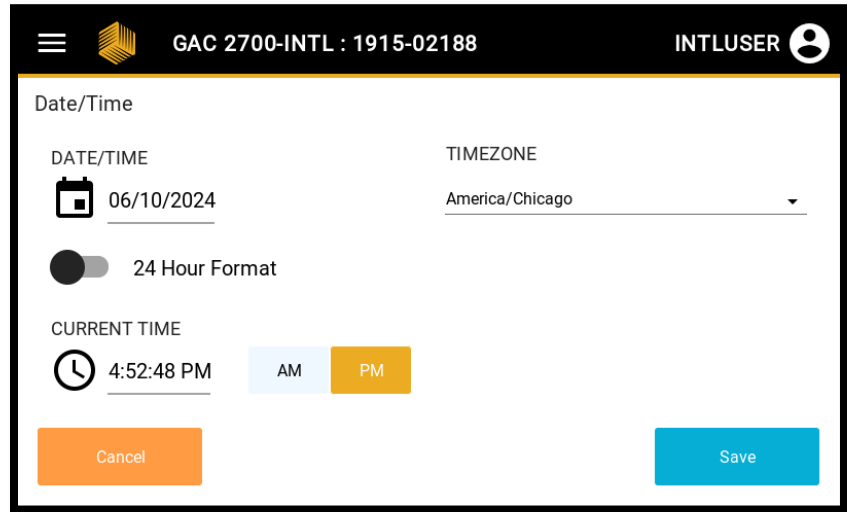 GAC 2700-INTL : 1915-02188 INTLUSER
Date/Time
DATE/TIME
06/10/2024
TIMEZONE
America/Chicago
24 Hour Format
CURRENT TIME
4:52:48 PM AM PM
Cancel Save